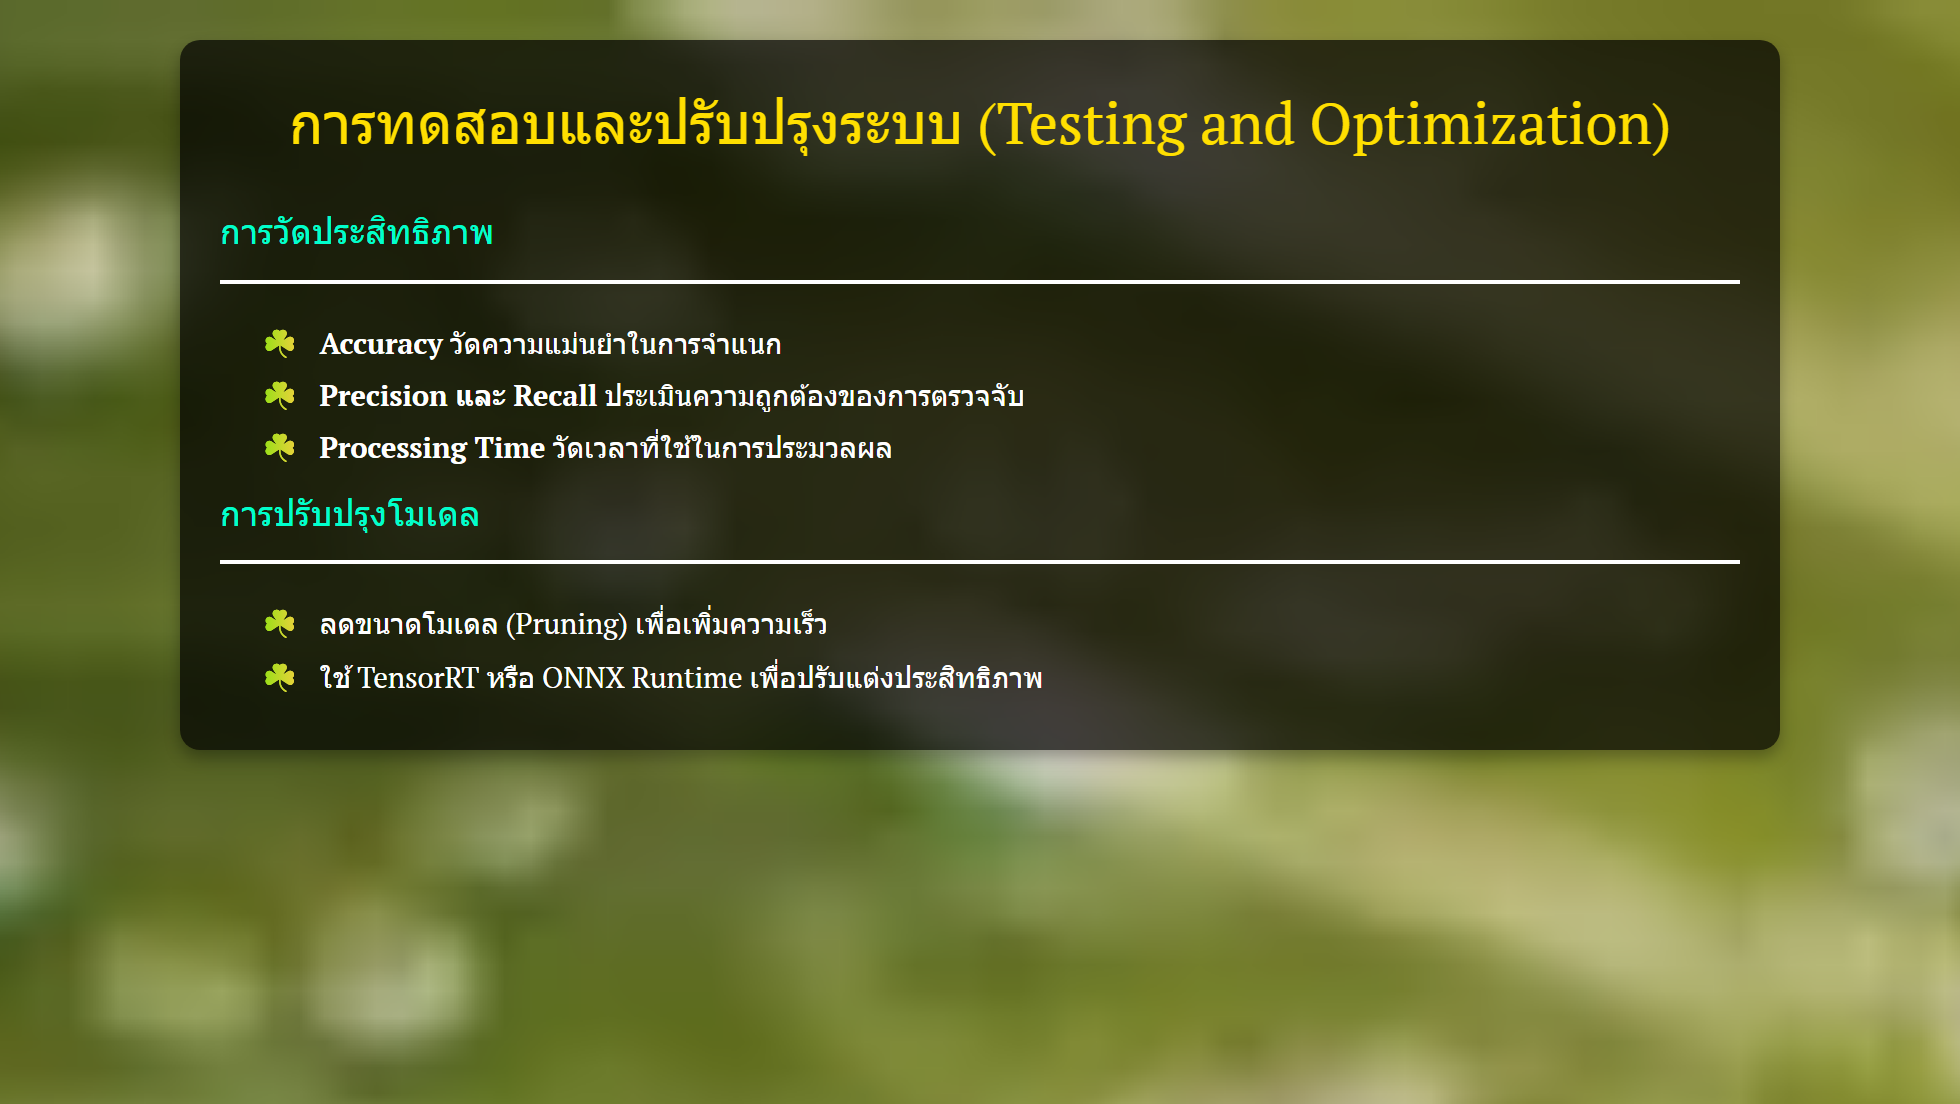 การทดสอบและปรับปรุงระบบ (Testing and Optimization)
การวัดประสิทธิภาพ
Accuracy วัดความแม่นยำในการจำแนก
Precision และ Recall ประเมินความถูกต้องของการตรวจจับ
Processing Time วัดเวลาที่ใช้ในการประมวลผล
การปรับปรุงโมเดล
ลดขนาดโมเดล (Pruning) เพื่อเพิ่มความเร็ว
ใช้ TensorRT หรือ ONNX Runtime เพื่อปรับแต่งประสิทธิภาพ